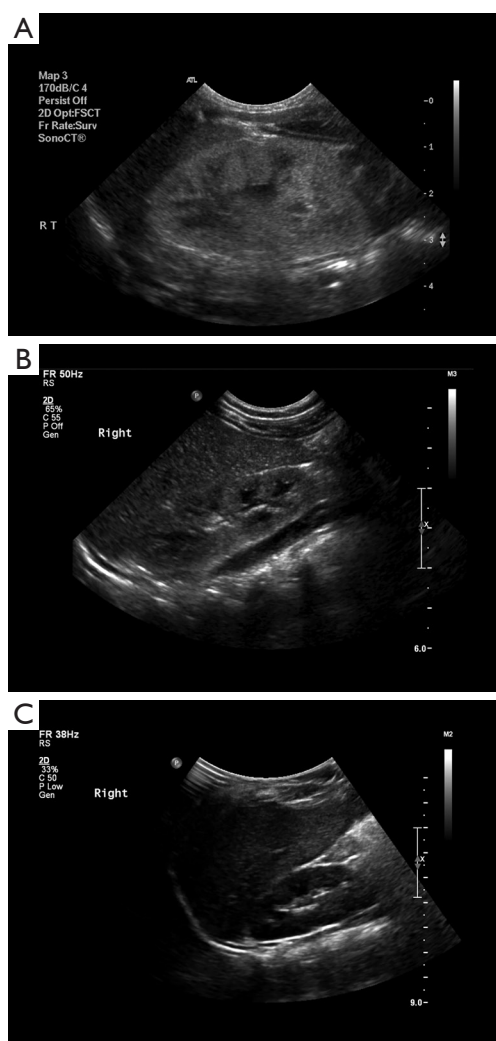 A
Map 3
170dB/C 4
Persist Off
2D Opt:FSCT
Fr Rate:Surv
SonoCT®
ATL
R T
0
1
2
3
4
B
FR 50Hz
RS
2D
65%
C 55
P Off
Gen
Right
P
M3
X
6.0
C
FR 38Hz
RS
2D
33%
C 50
P Low
Gen
Right
P
M2
X
9.0